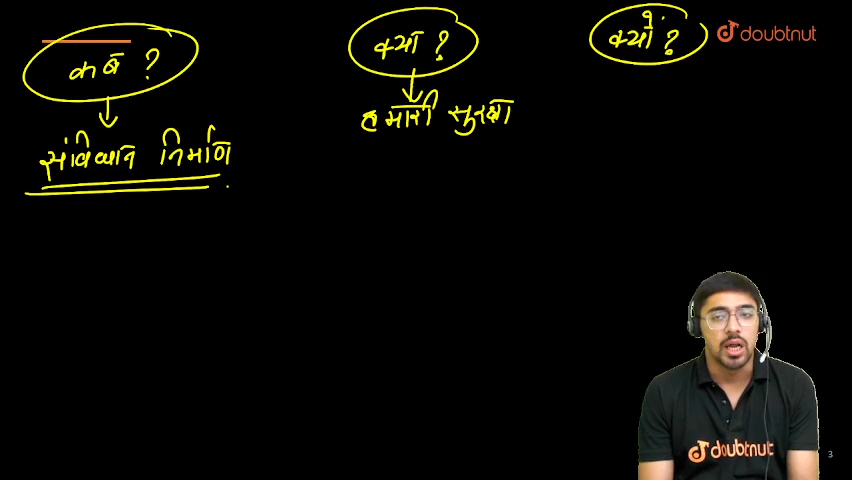 कब ?
क्या ?
क्यों ?
doubtnut
हमारी सुरक्षा
संविधान निर्माण
doubtnut
3